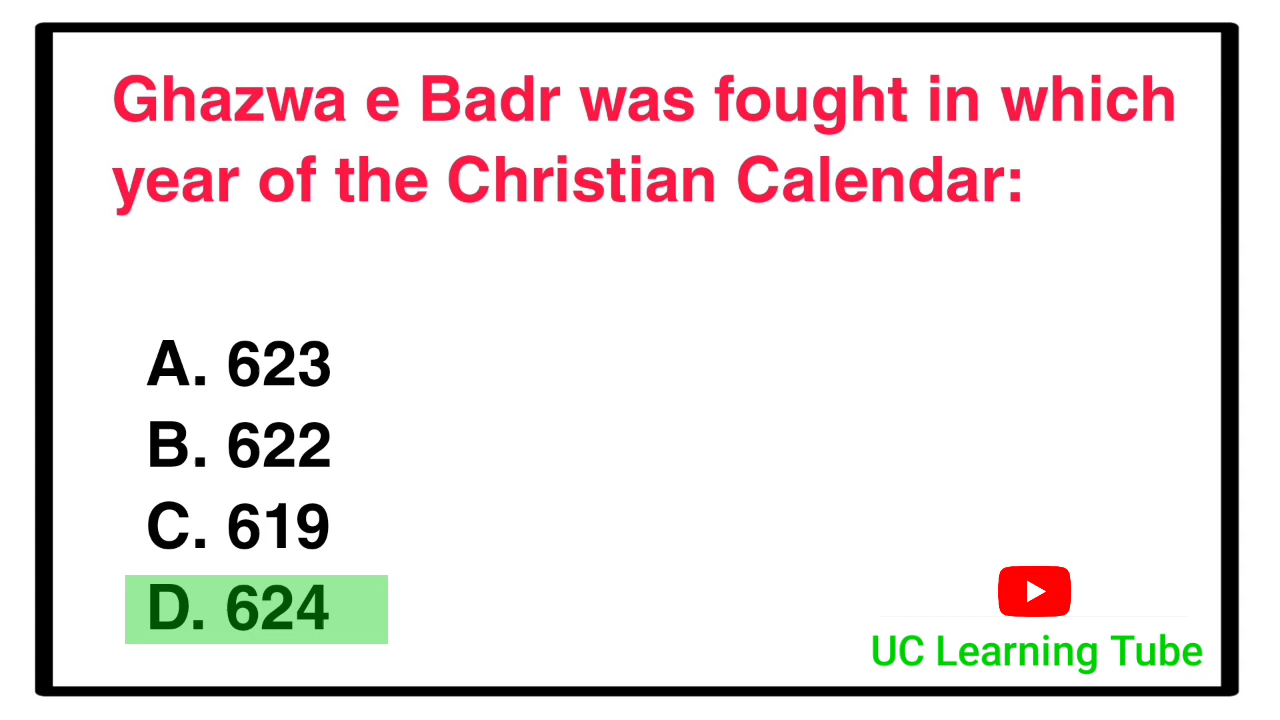 Ghazwa e Badr was fought in which
year of the Christian Calendar:
A. 623
B. 622
C. 619
D. 624
UC Learning Tube